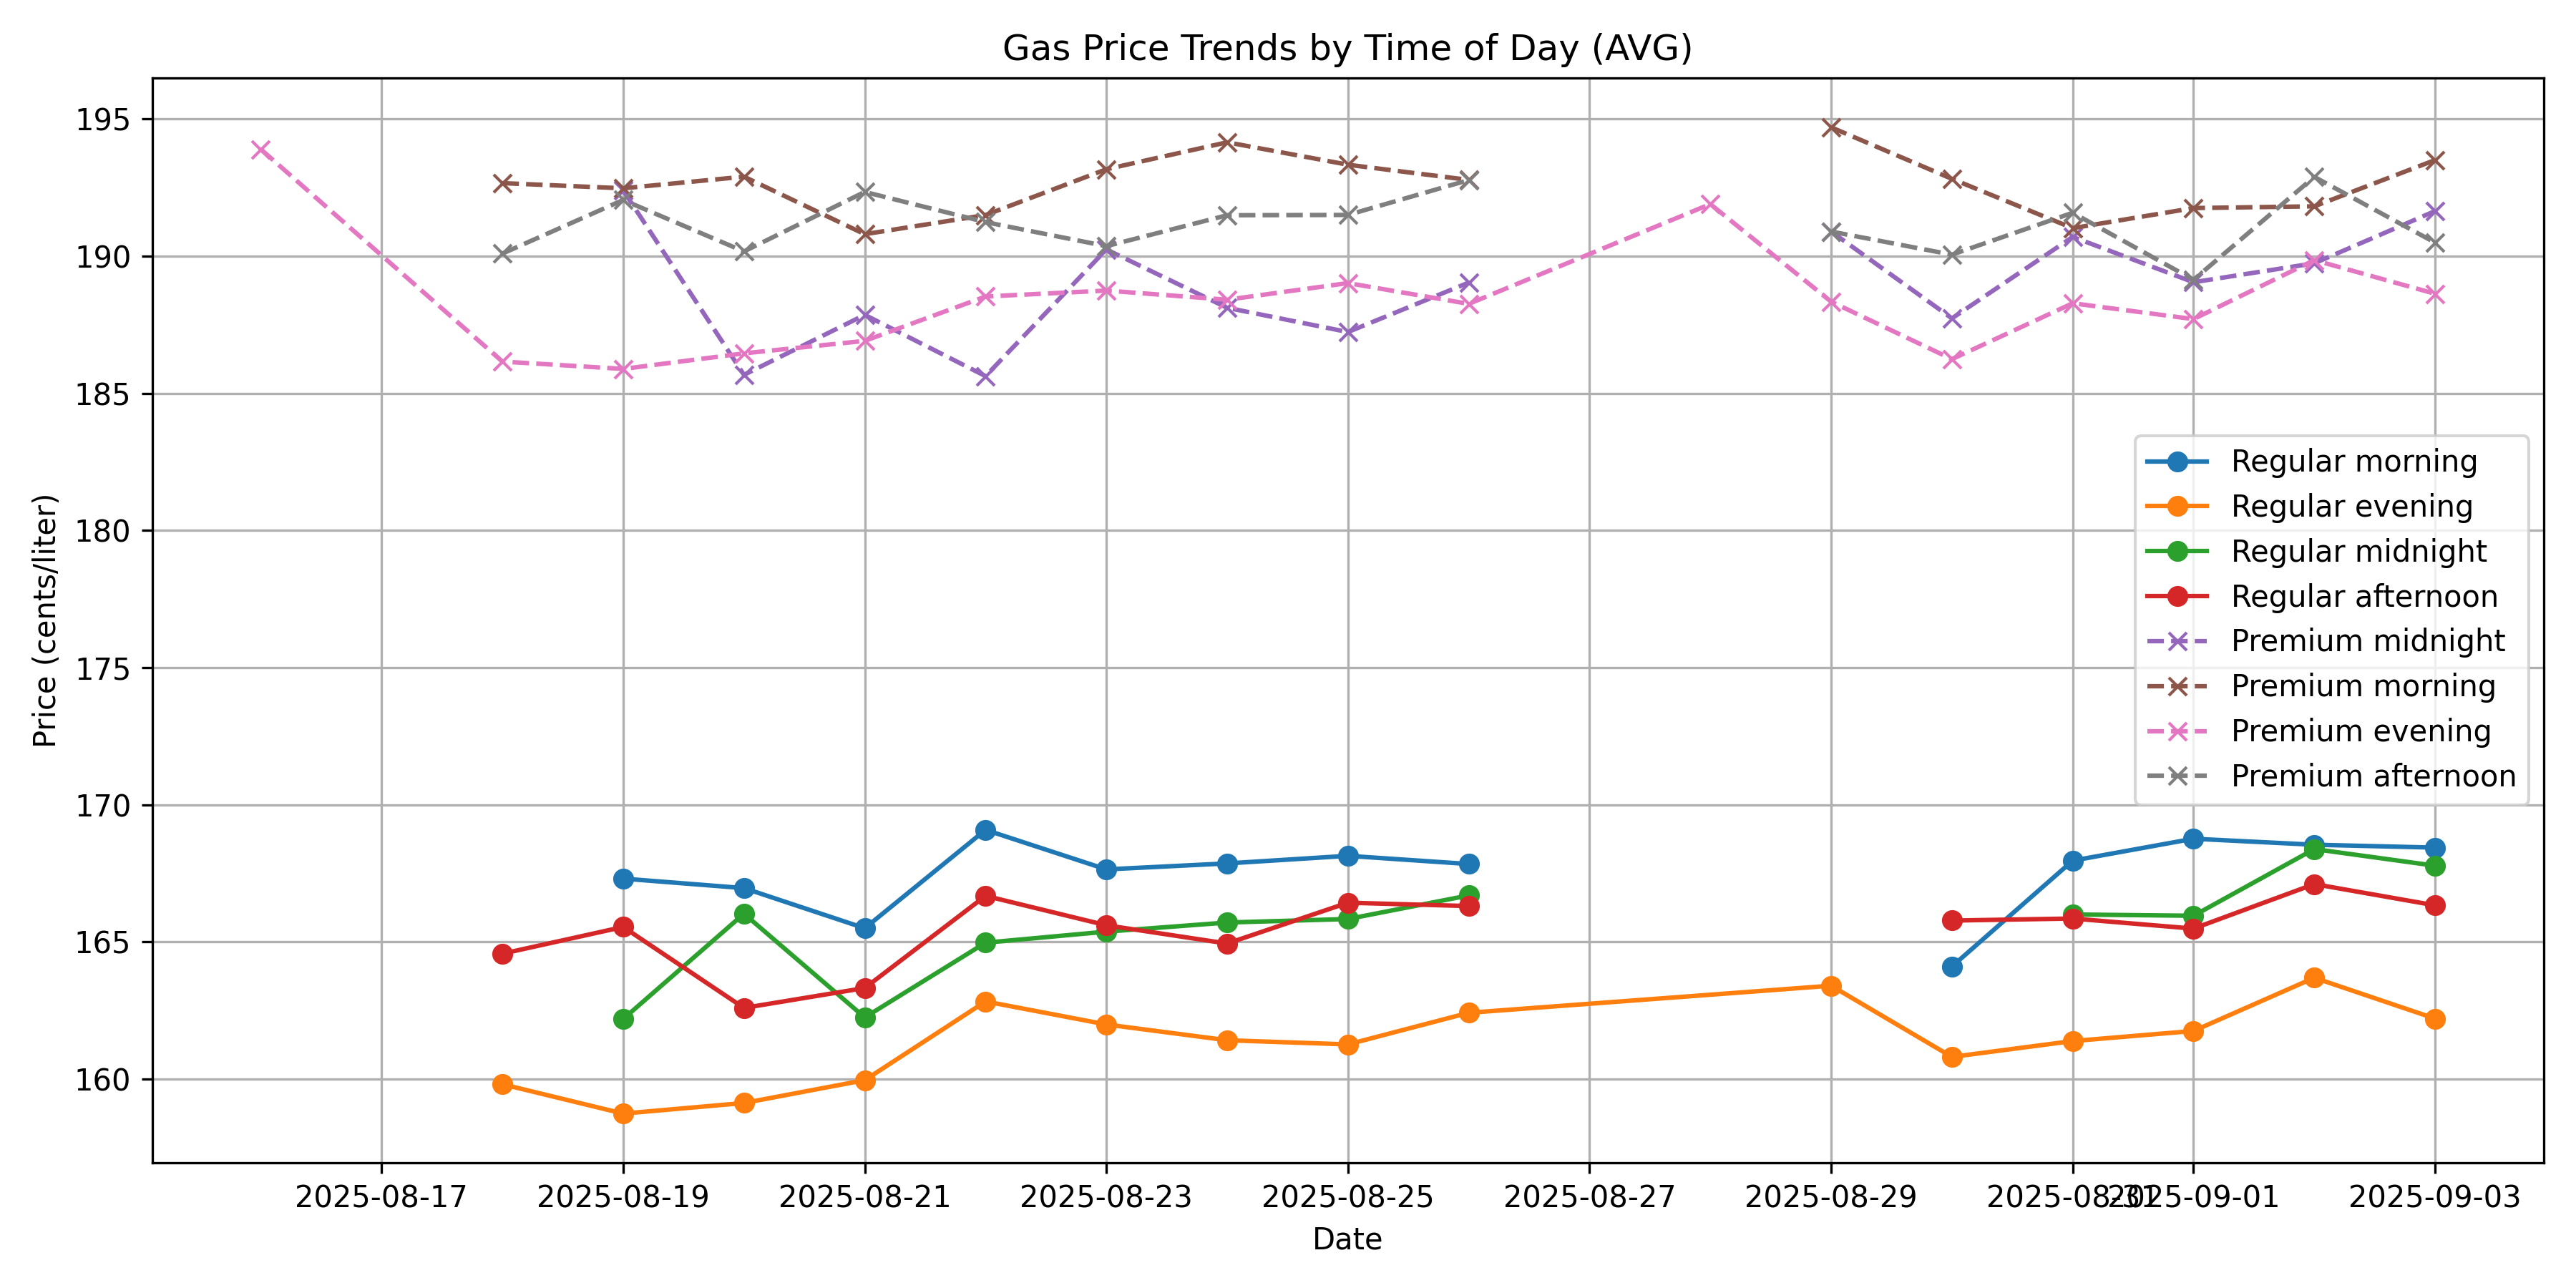 Gas Price Trends by Time of Day (AVG)
Price (cents/liter)
195
190
185
180
175
170
165
160
Regular morning
Regular evening
Regular midnight
Regular afternoon
Premium midnight
Premium morning
Premium evening
Premium afternoon
2025-08-17 2025-08-19 2025-08-21 2025-08-23 2025-08-25 2025-08-27 2025-08-29 2025-08-31 2025-09-01 2025-09-03
Date